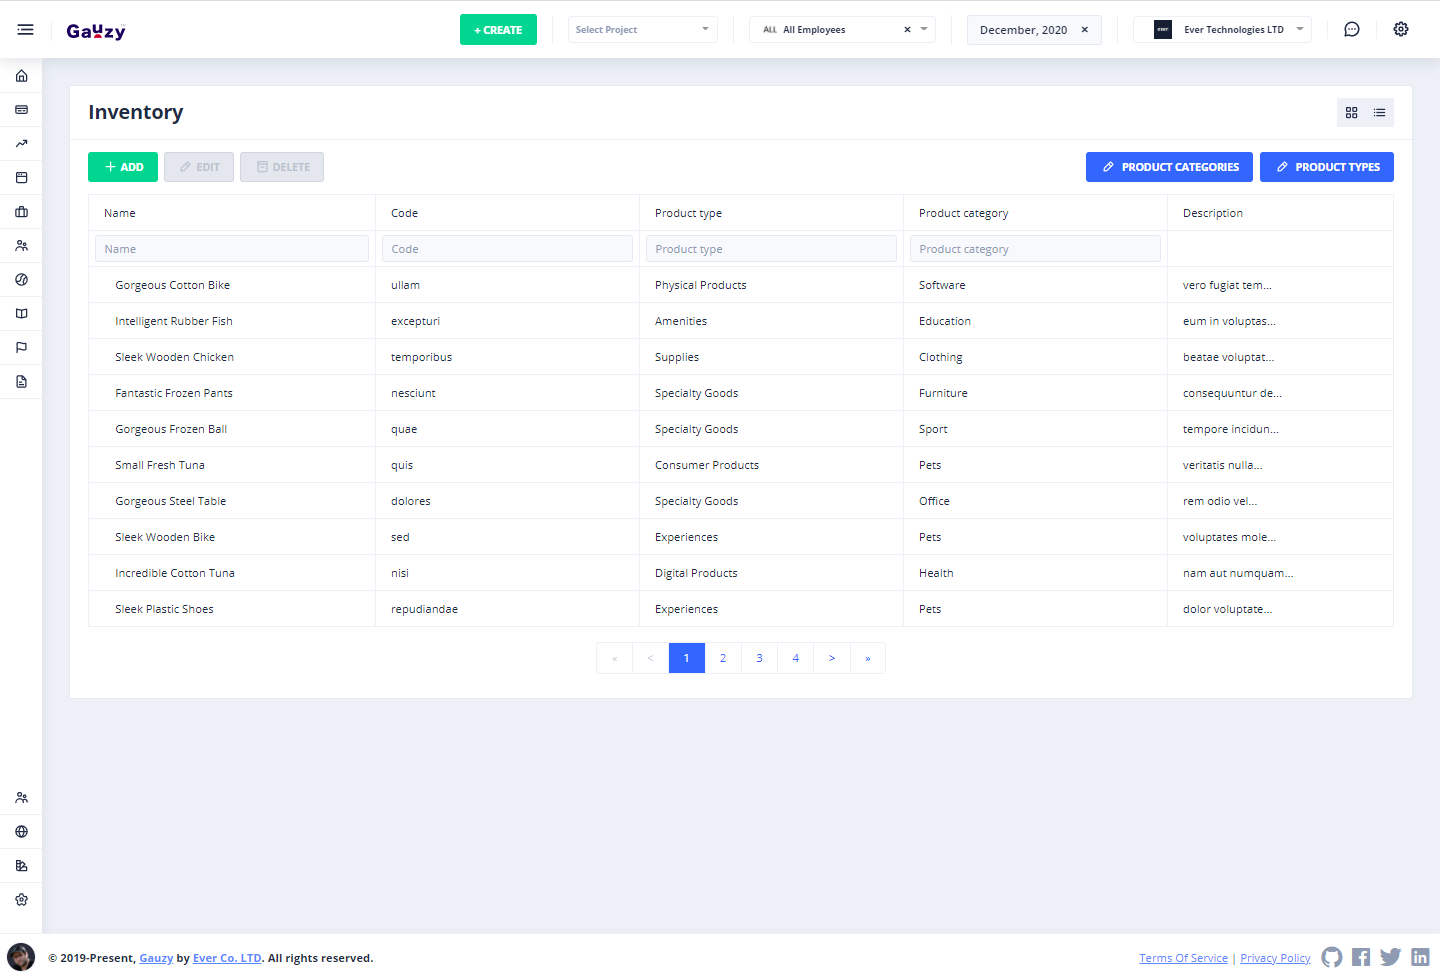 Gauzy
+ CREATE
Select Project
ALL All Employees ×
December, 2020 ×
ever Ever Technologies LTD
Inventory
+ ADD
EDIT
DELETE
PRODUCT CATEGORIES
PRODUCT TYPES
Name Code Product type Product category Description
Name Code Product type Product category
Gorgeous Cotton Bike ullam Physical Products Software vero fugiat tem...
Intelligent Rubber Fish excepturi Amenities Education eum in voluptas...
Sleek Wooden Chicken temporibus Supplies Clothing beatae voluptat...
Fantastic Frozen Pants nesciunt Specialty Goods Furniture consequuntur de...
Gorgeous Frozen Ball quae Specialty Goods Sport tempore incidun...
Small Fresh Tuna quis Consumer Products Pets veritatis nulla...
Gorgeous Steel Table dolores Specialty Goods Office rem odio vel...
Sleek Wooden Bike sed Experiences Pets voluptates mole...
Incredible Cotton Tuna nisi Digital Products Health nam aut numquam...
Sleek Plastic Shoes repudiandae Experiences Pets dolor voluptate...
« < 1 2 3 4 > »
© 2019-Present, Gauzy by Ever Co. LTD. All rights reserved.
Terms Of Service | Privacy Policy